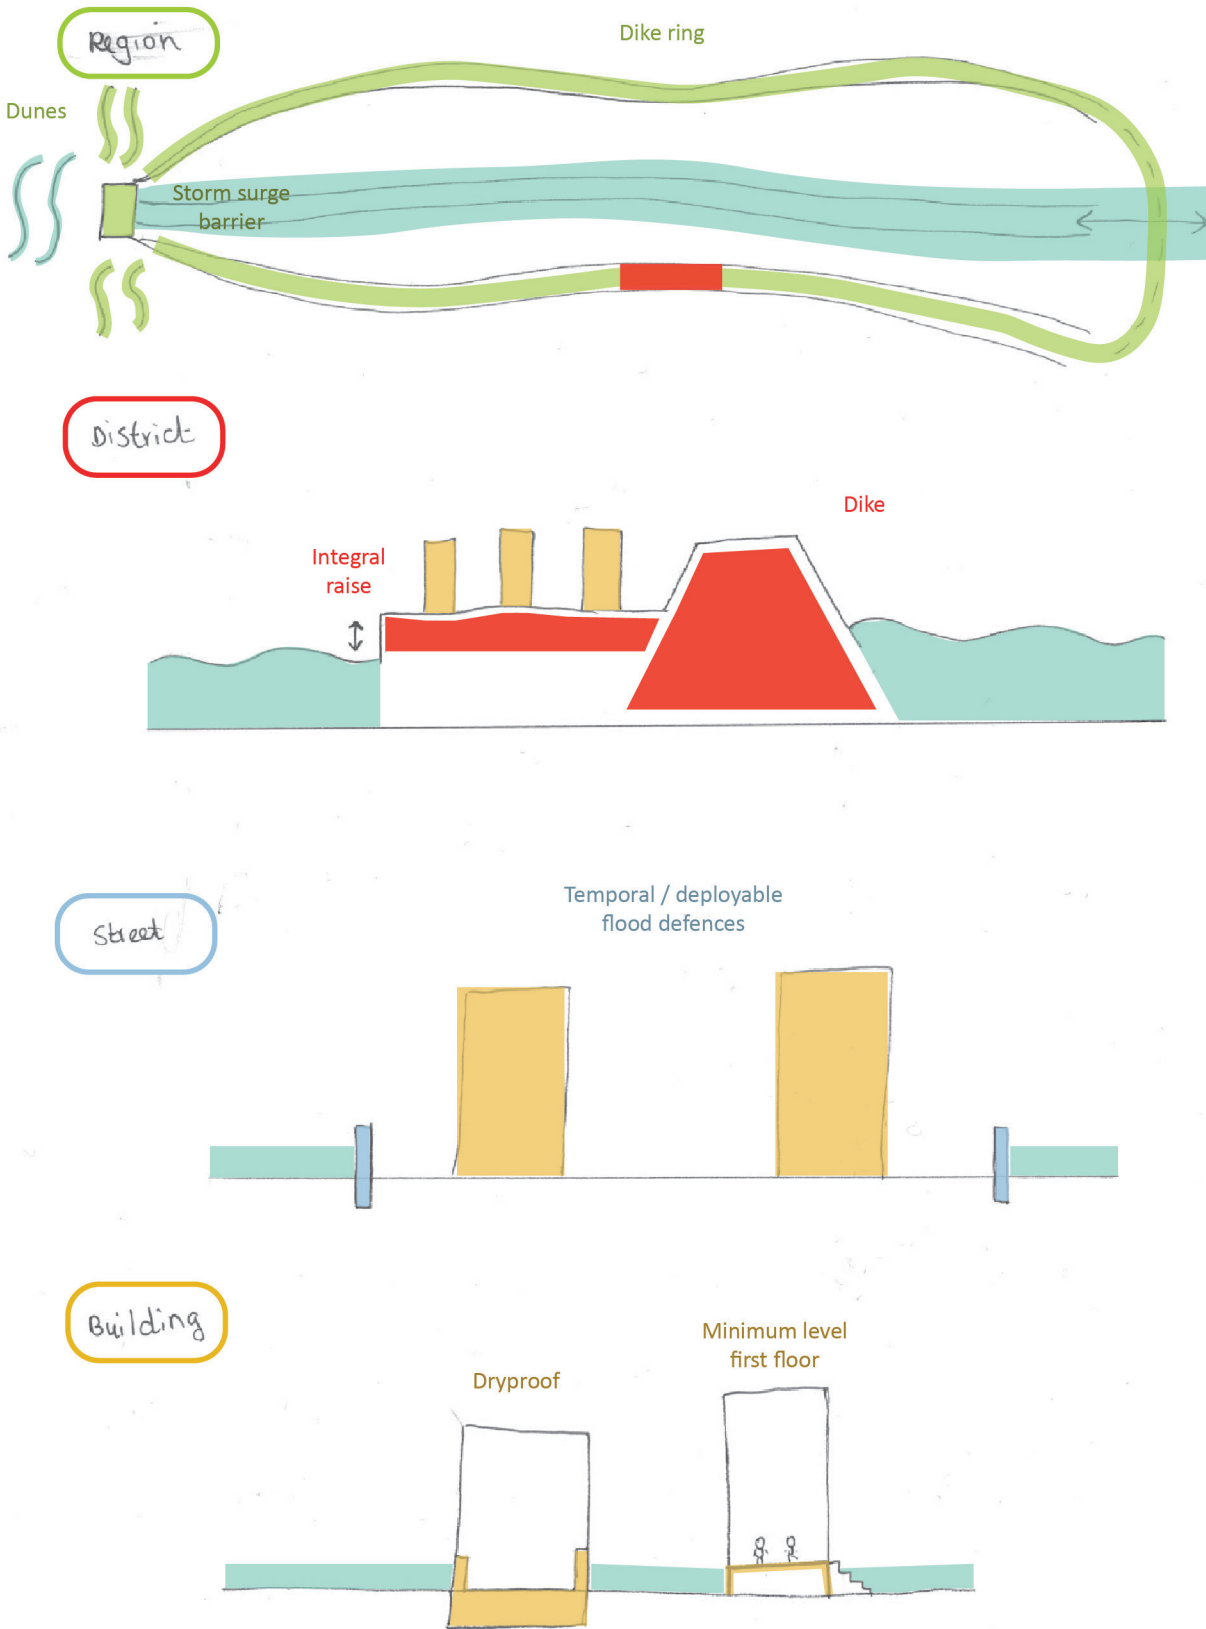 Region
Dike ring
Dunes
Storm surge
barrier
District
Dike
Integral
raise
Temporal / deployable
flood defences
Street
Minimum level
first floor
Building
Dryproof